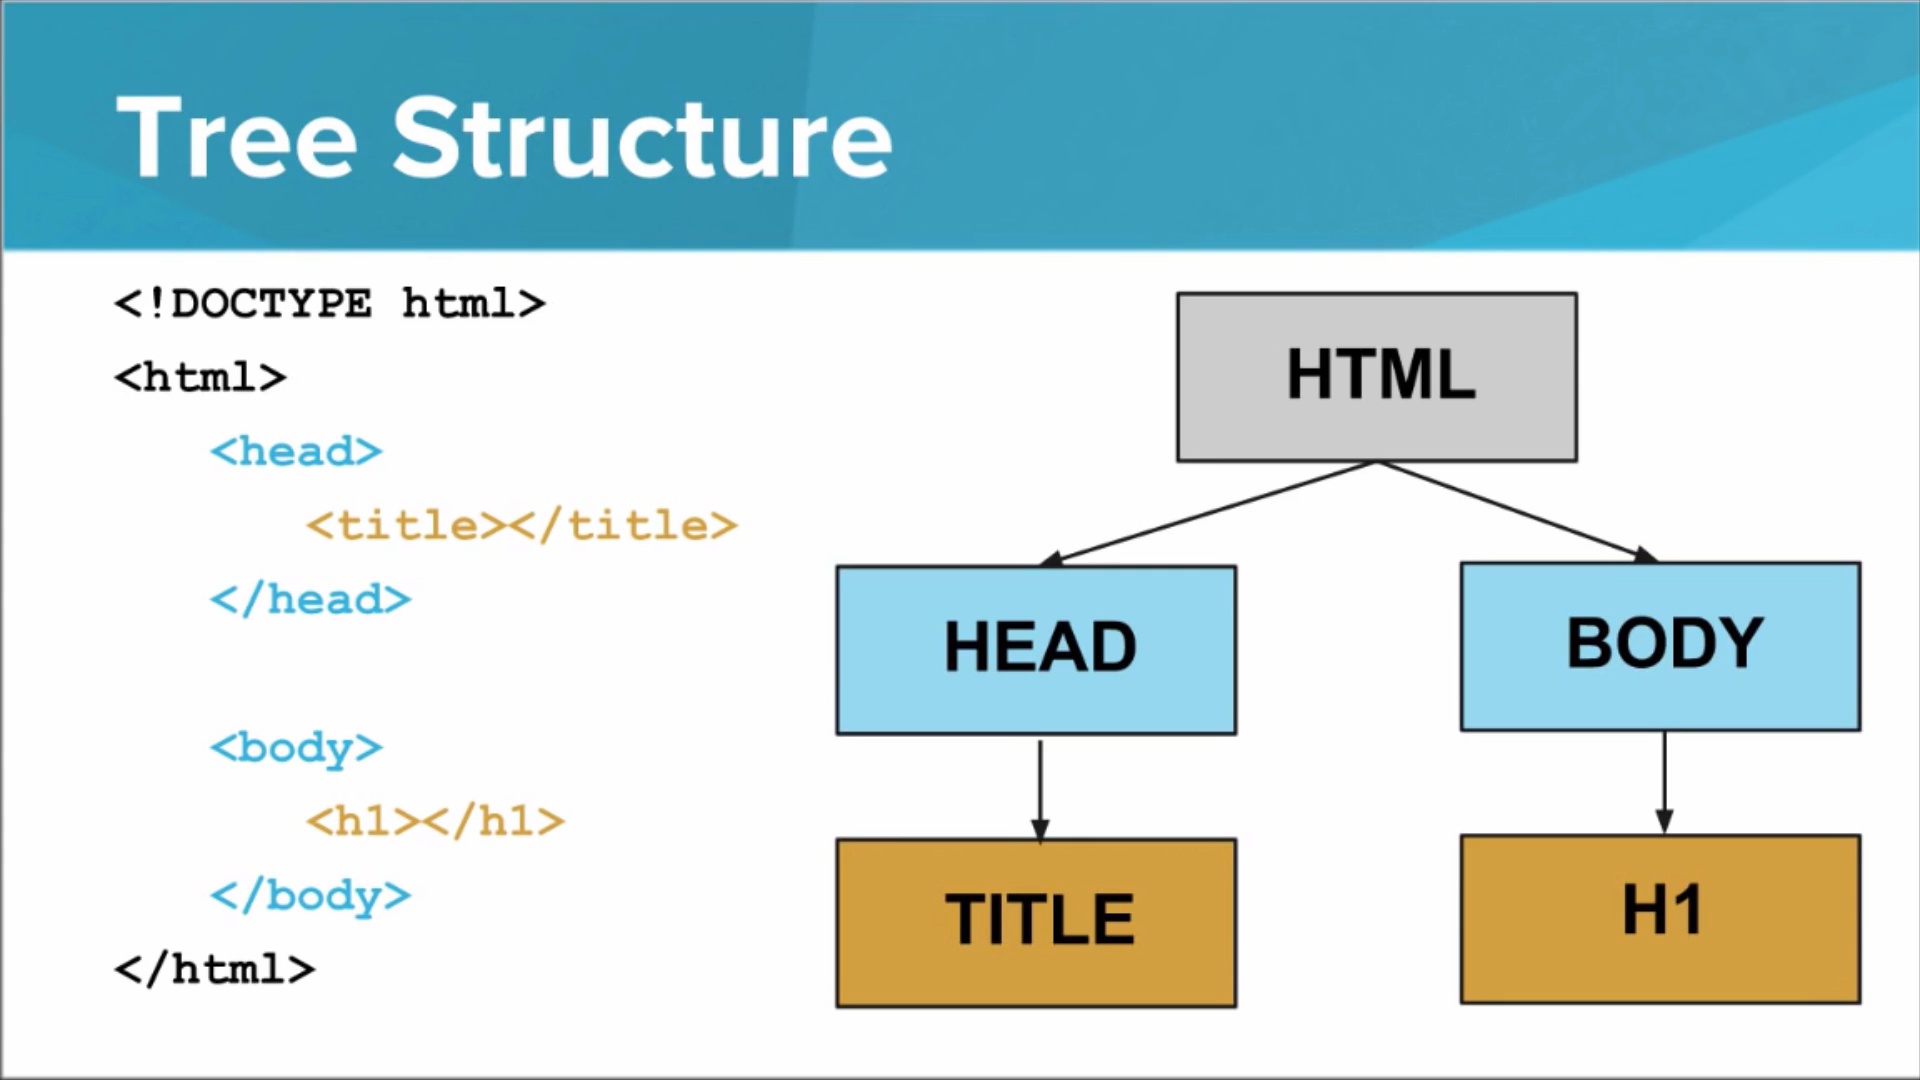 Tree Structure
<!DOCTYPE html>
<html>
<head>
<title></title>
</head>
<body>
<h1></h1>
</body>
</html>
HTML
HEAD
BODY
TITLE
H1